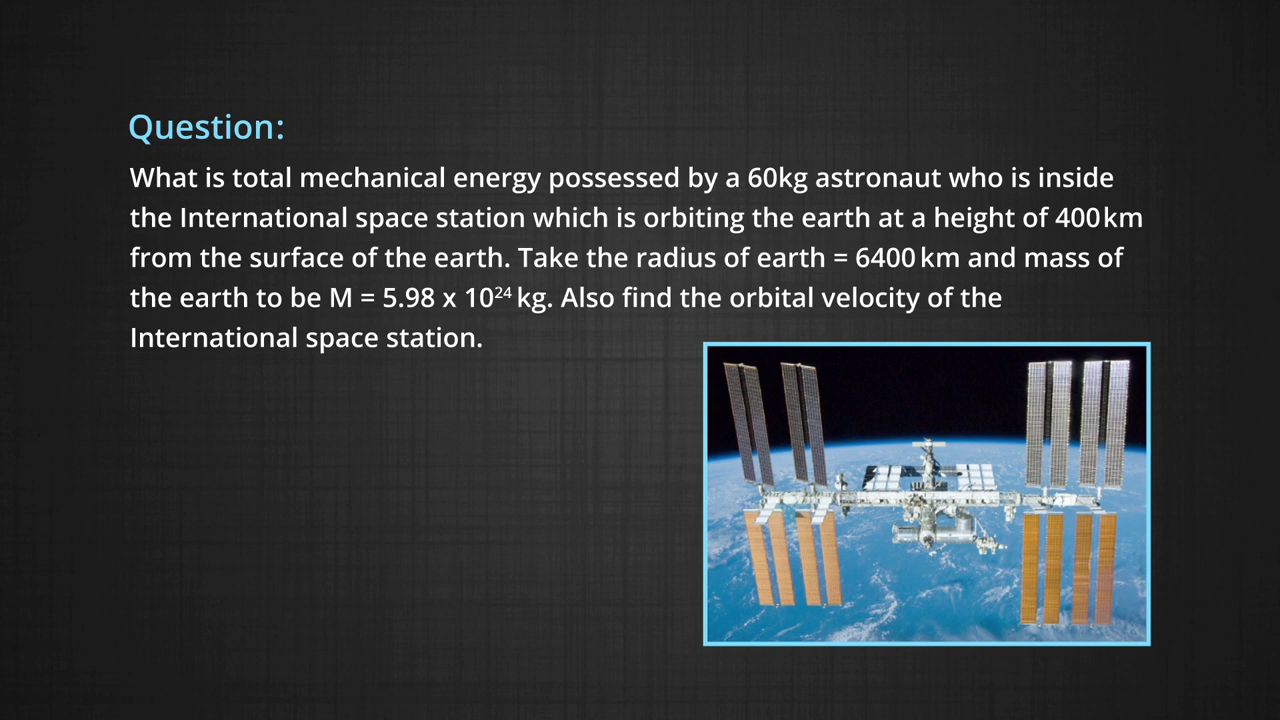 Question:
What is total mechanical energy possessed by a 60kg astronaut who is inside
the International space station which is orbiting the earth at a height of 400 km
from the surface of the earth. Take the radius of earth = 6400 km and mass of
the earth to be M = 5.98 x 10²⁴ kg. Also find the orbital velocity of the
International space station.